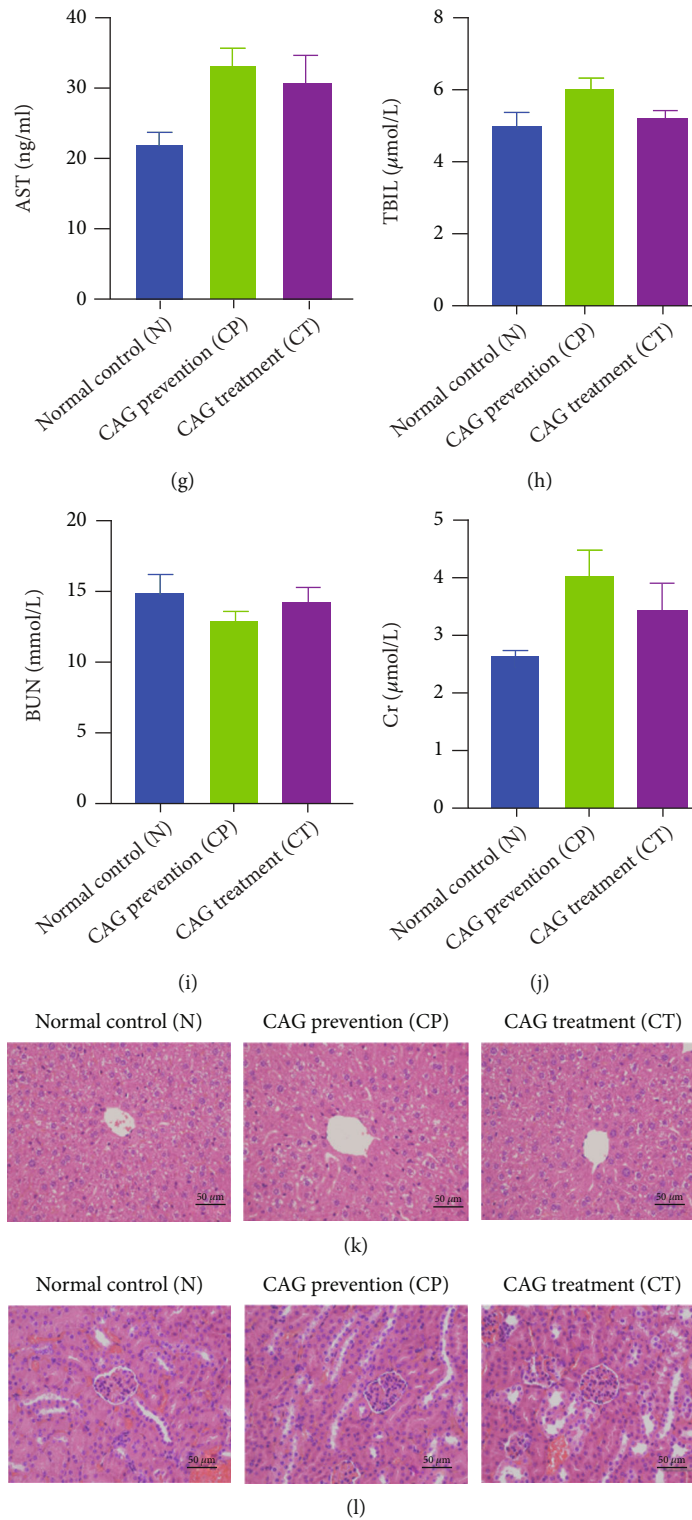 40
30
20
10
0
AST (ng/ml)
Normal control (N)
CAG prevention (CP)
CAG treatment (CT)
(g)
8
6
4
2
0
TBIL (μmol/L)
Normal control (N)
CAG prevention (CP)
CAG treatment (CT)
(h)
20
15
10
5
0
BUN (mmol/L)
Normal control (N)
CAG prevention (CP)
CAG treatment (CT)
(i)
5
4
3
2
1
0
Cr (μmol/L)
Normal control (N)
CAG prevention (CP)
CAG treatment (CT)
(j)
Normal control (N)
CAG prevention (CP)
CAG treatment (CT)
50 μm
50 μm
50 μm
(k)
Normal control (N)
CAG prevention (CP)
CAG treatment (CT)
50 μm
50 μm
50 μm
(l)